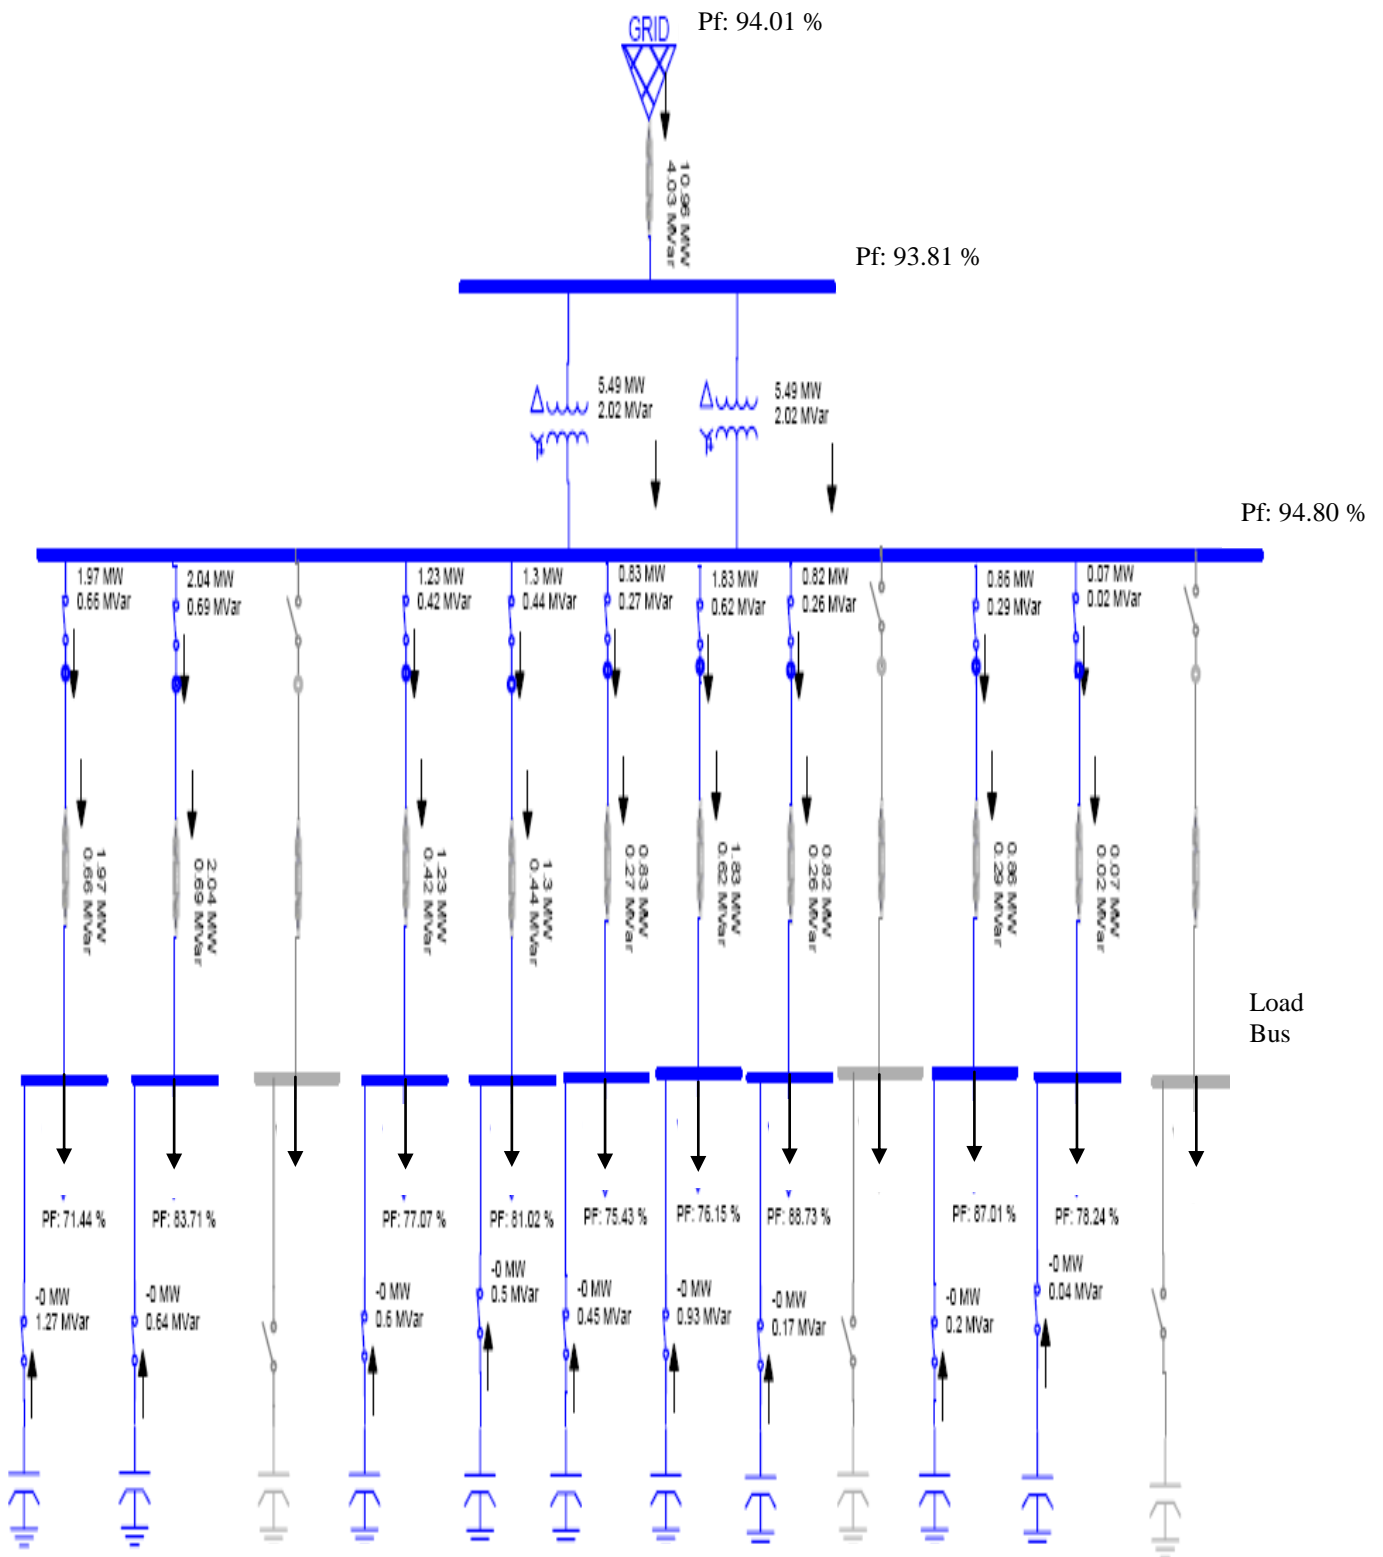 GRID
Pf: 94.01 %
10.96 MW
4.03 MVar
Pf: 93.81 %
5.49 MW
2.02 MVar
5.49 MW
2.02 MVar
Pf: 94.80 %
1.97 MW
0.66 MVar
2.04 MW
0.69 MVar
1.23 MW
0.42 MVar
1.3 MW
0.44 MVar
0.83 MW
0.27 MVar
1.83 MW
0.62 MVar
0.82 MW
0.26 MVar
0.86 MW
0.29 MVar
0.07 MW
0.02 MVar
1.97 MW
0.66 MVar
2.04 MW
0.69 MVar
1.23 MW
0.42 MVar
1.3 MW
0.44 MVar
0.83 MW
0.27 MVar
1.83 MW
0.62 MVar
0.82 MW
0.26 MVar
0.86 MW
0.29 MVar
0.07 MW
0.02 MVar
Load
Bus
PF: 71.44 %
PF: 83.71 %
PF: 77.07 %
PF: 81.02 %
PF: 75.43 %
PF: 76.15 %
PF: 88.73 %
PF: 87.01 %
PF: 78.24 %
-0 MW
1.27 MVar
-0 MW
0.64 MVar
-0 MW
0.6 MVar
-0 MW
0.5 MVar
-0 MW
0.45 MVar
-0 MW
0.93 MVar
-0 MW
0.17 MVar
-0 MW
0.2 MVar
-0 MW
0.04 MVar